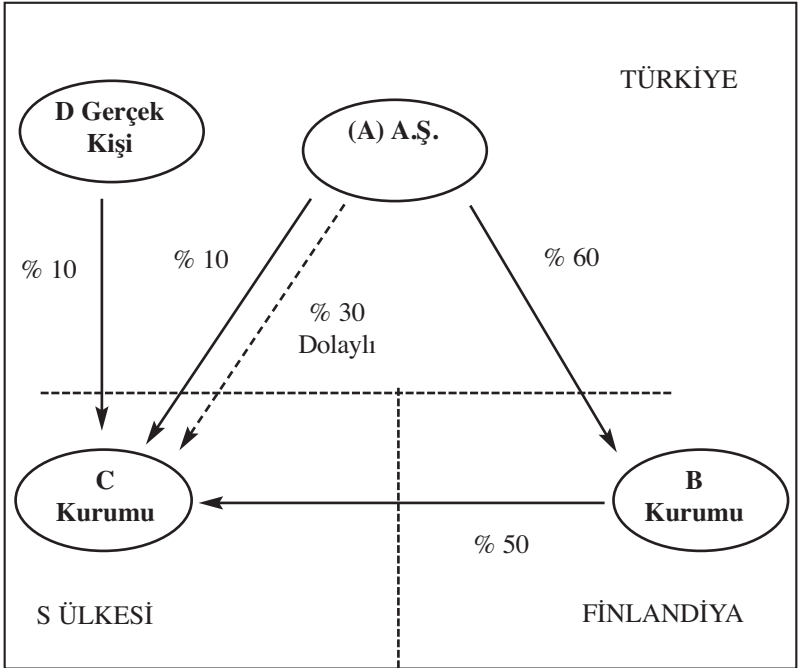 TÜRKİYE
D Gerçek
Kişi
(A) A.Ş.
% 10
% 10
% 60
% 30
Dolaylı
C
Kurumu
B
Kurumu
% 50
S ÜLKESİ
FİNLANDİYA